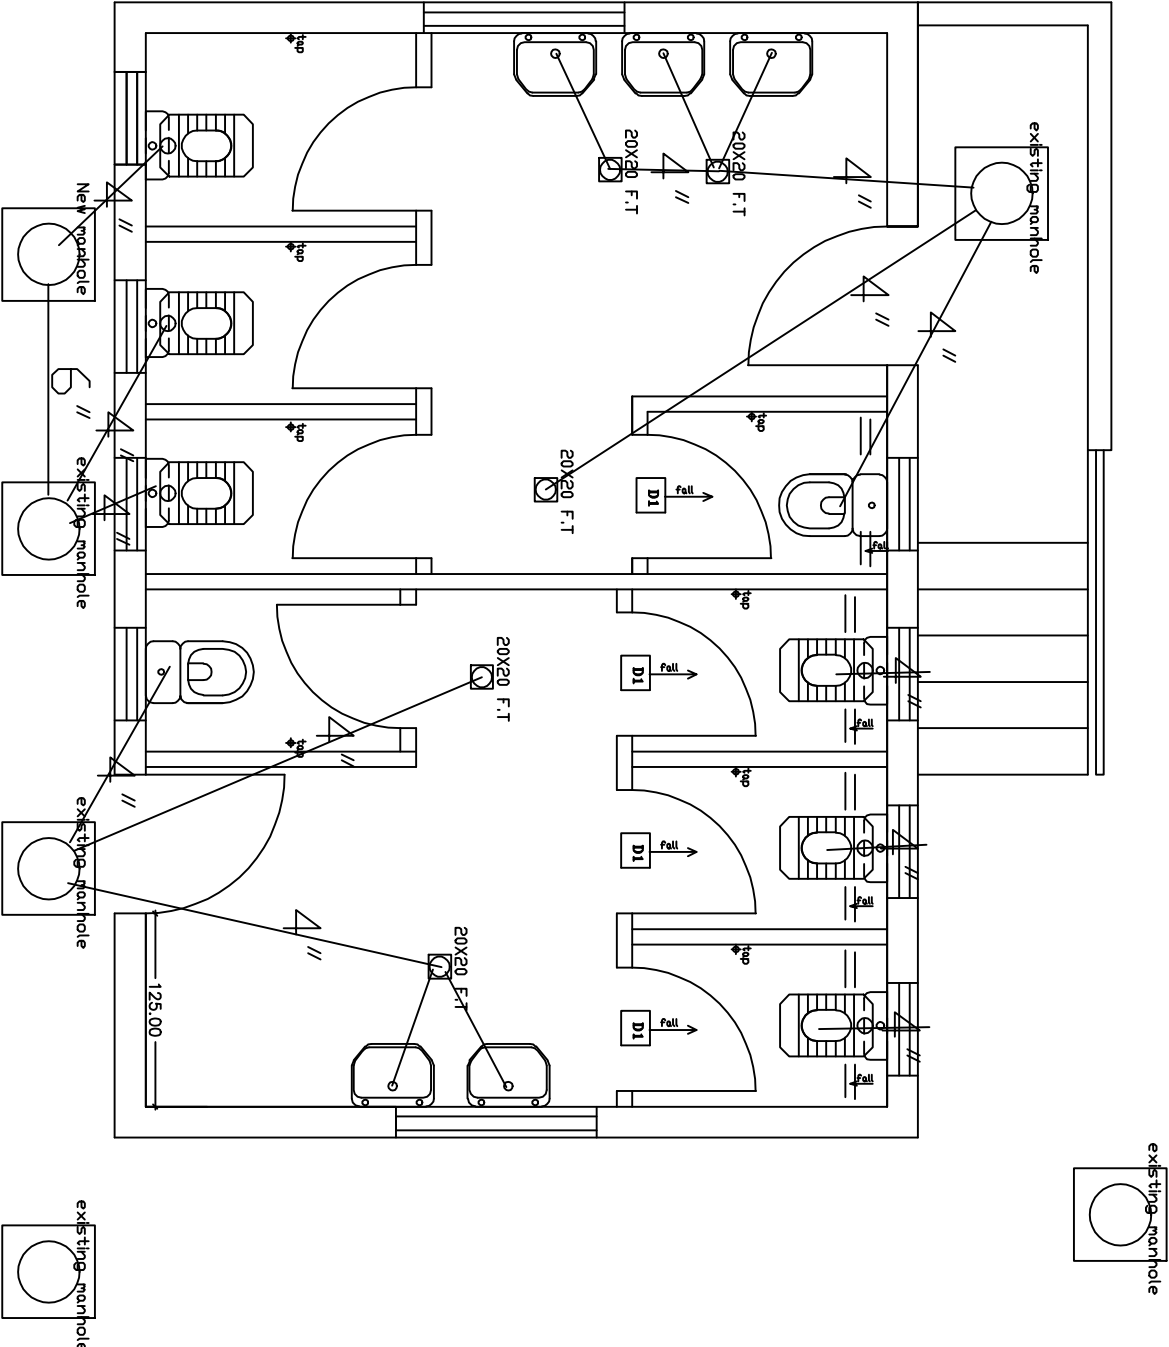 tap
20X20 F.T
20X20 F.T
4"
4"
existing manhole
New manhole
4"
tap
4"
4"
6"
4"
tap
tap
existing manhole
4"
20X20 F.T
D1
fall
fall
tap
20X20 F.T
D1
fall
4"
fall
tap
4"
4"
tap
existing manhole
D1
fall
4"
fall
4"
20X20 F.T
tap
125.00
D1
fall
4"
fall
existing manhole
existing manhole